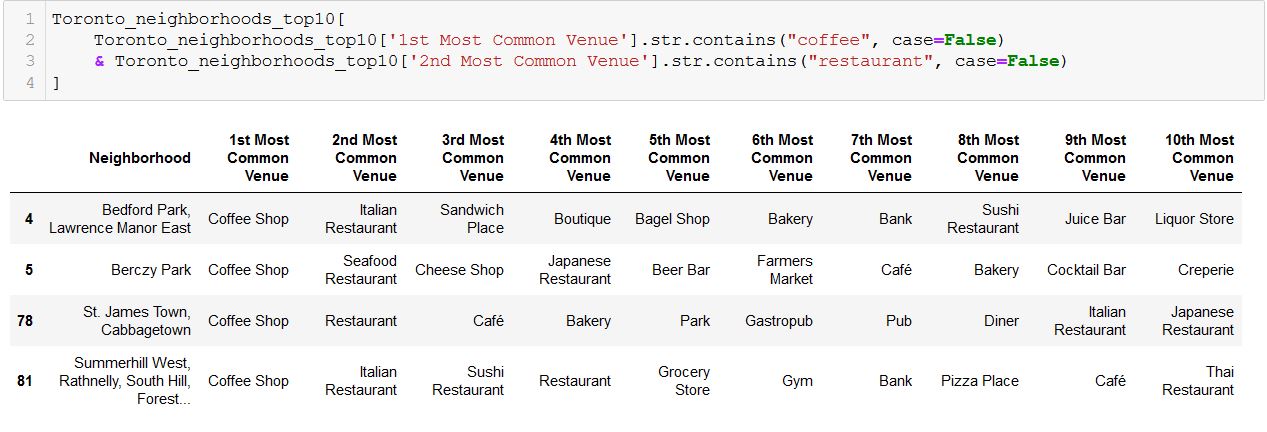 1 Toronto_neighborhoods_top10[
2     Toronto_neighborhoods_top10['1st Most Common Venue'].str.contains("coffee", case=False)
3     & Toronto_neighborhoods_top10['2nd Most Common Venue'].str.contains("restaurant", case=False)
4 ]
Neighborhood 1st Most Common Venue 2nd Most Common Venue 3rd Most Common Venue 4th Most Common Venue 5th Most Common Venue 6th Most Common Venue 7th Most Common Venue 8th Most Common Venue 9th Most Common Venue 10th Most Common Venue
4 Bedford Park, Lawrence Manor East Coffee Shop Italian Restaurant Sandwich Place Boutique Bagel Shop Bakery Bank Sushi Restaurant Juice Bar Liquor Store
5 Berczy Park Coffee Shop Seafood Restaurant Cheese Shop Japanese Restaurant Beer Bar Farmers Market Café Bakery Cocktail Bar Creperie
78 St. James Town, Cabbagetown Coffee Shop Restaurant Café Bakery Park Gastropub Pub Diner Italian Restaurant Japanese Restaurant
81 Summerhill West, Rathnelly, South Hill, Forest... Coffee Shop Italian Restaurant Sushi Restaurant Restaurant Grocery Store Gym Bank Pizza Place Café Thai Restaurant